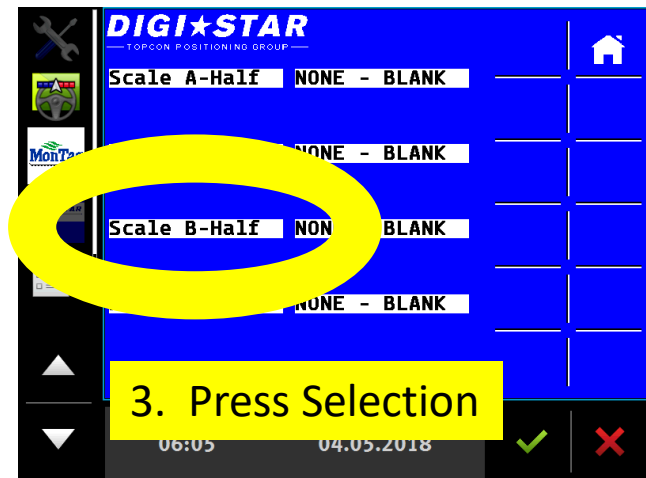 DIGI★STAR
TOPCON POSITIONING GROUP
Scale A-Half NONE - BLANK
NONE - BLANK
Scale B-Half NON BLANK
NONE - BLANK
3. Press Selection
06:05 04.05.2018